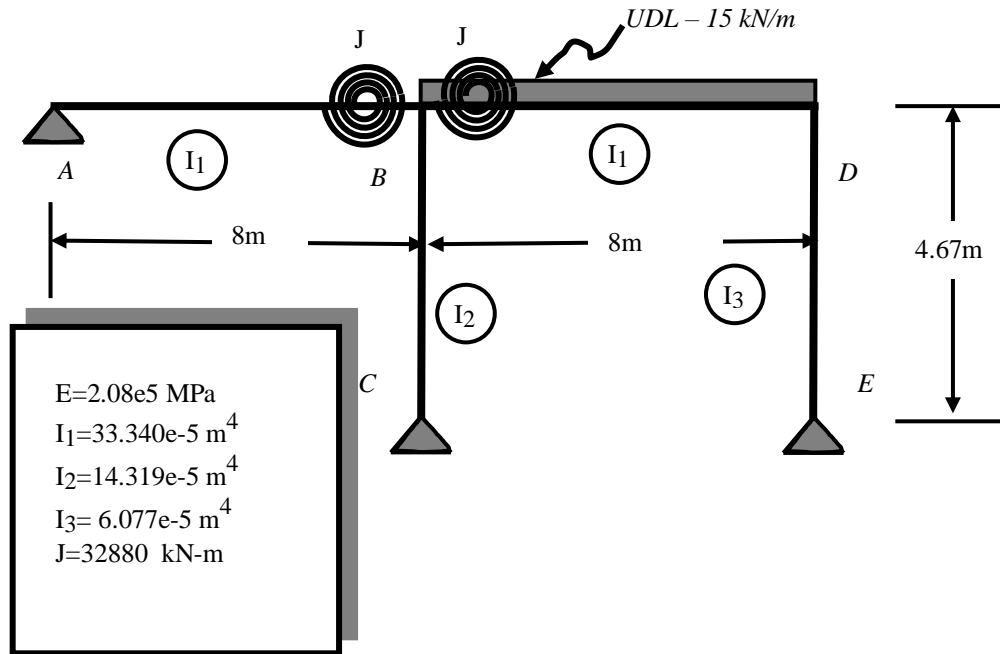 UDL – 15 kN/m
J J
I1 I1
A B D
8m 8m 4.67m
I2 I3
C E
E=2.08e5 MPa
I1=33.340e-5 m4
I2=14.319e-5 m4
I3= 6.077e-5 m4
J=32880 kN-m